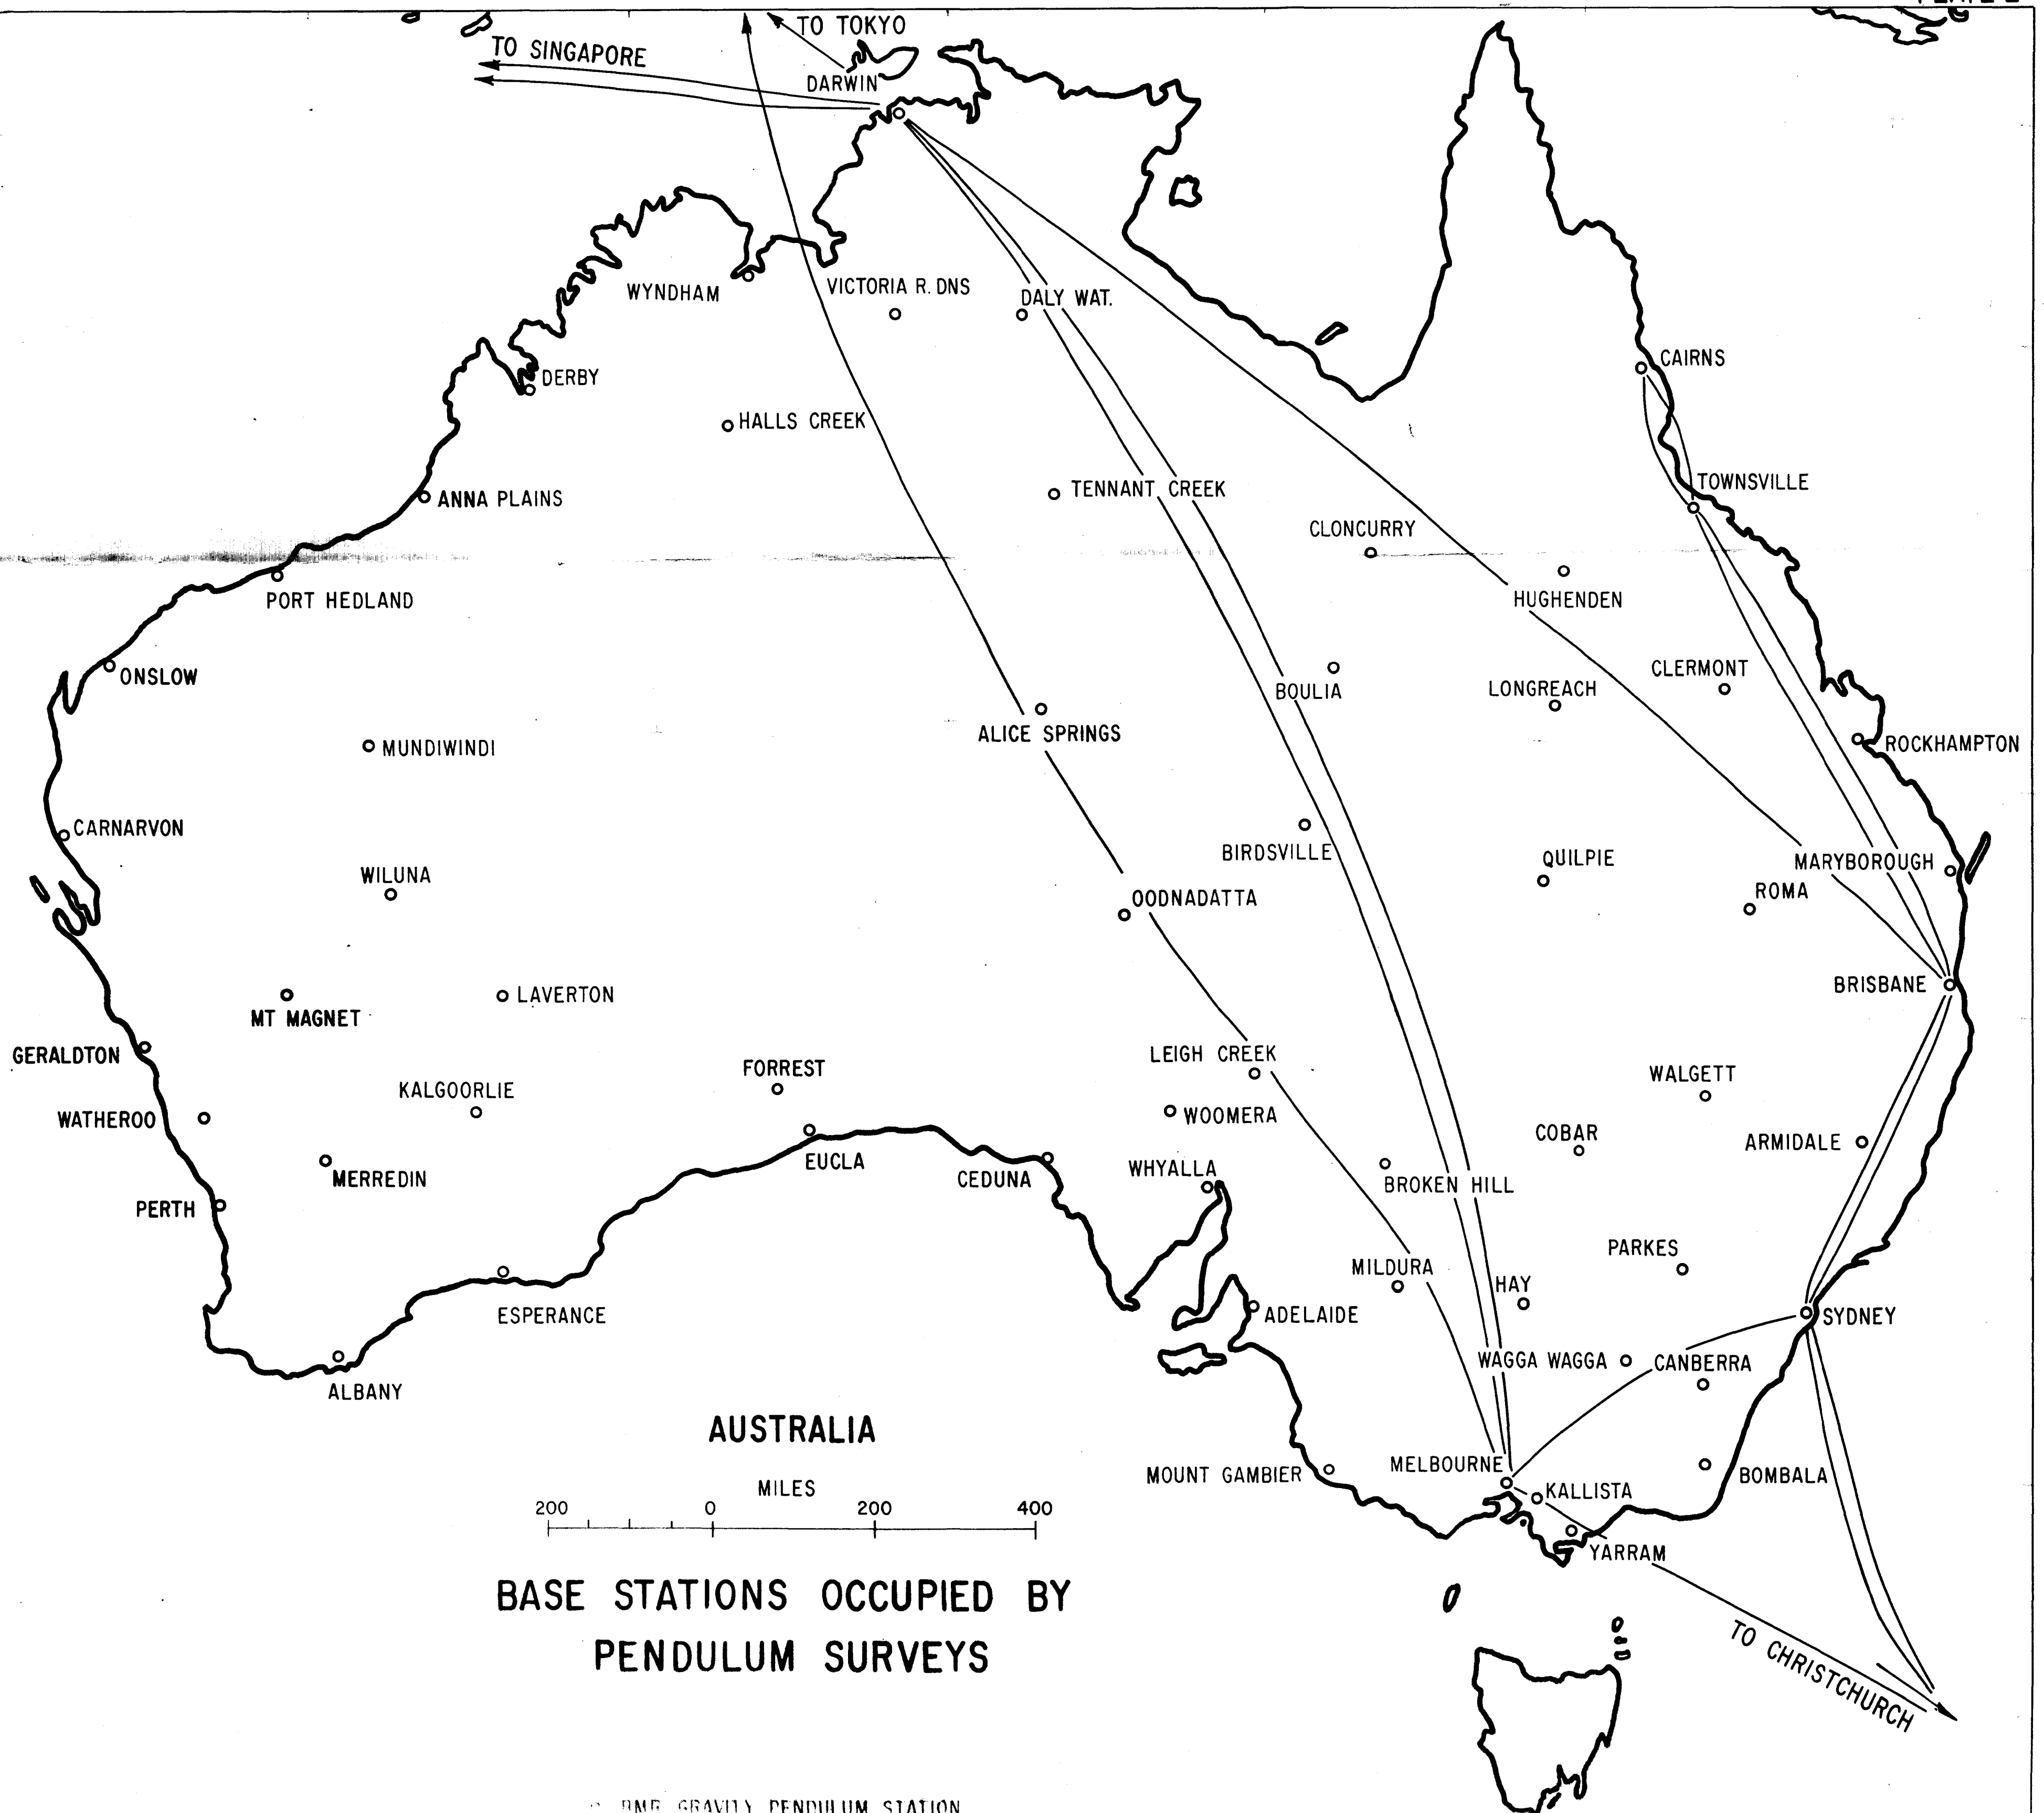 TO TOKYO
TO SINGAPORE
DARWIN
WYNDHAM
VICTORIA R. DNS
DALY WAT.
CAIRNS
DERBY
HALLS CREEK
TOWNSVILLE
TENNANT CREEK
ANNA PLAINS
CLONCURRY
PORT HEDLAND
HUGHENDEN
ONSLOW
CLERMONT
BOULIA
LONGREACH
ALICE SPRINGS
ROCKHAMPTON
MUNDIWINDI
CARNARVON
BIRDSVILLE
QUILPIE
MARYBOROUGH
WILUNA
ROMA
OODNADATTA
BRISBANE
LAVERTON
MT MAGNET
GERALDTON
LEIGH CREEK
FORREST
WALGETT
KALGOORLIE
WATHEROO
WOOMERA
COBAR
ARMIDALE
EUCLA
WHYALLA
MERREDIN
CEDUNA
BROKEN HILL
PERTH
PARKES
MILDURA
HAY
ESPERANCE
ADELAIDE
SYDNEY
WAGGA WAGGA
CANBERRA
ALBANY
AUSTRALIA
MELBOURNE
MOUNT GAMBIER
BOMBALA
MILES
KALLISTA
200 0 200 400
YARRAM
BASE STATIONS OCCUPIED BY
PENDULUM SURVEYS
TO CHRISTCHURCH
BMR GRAVITY PENDULUM STATION